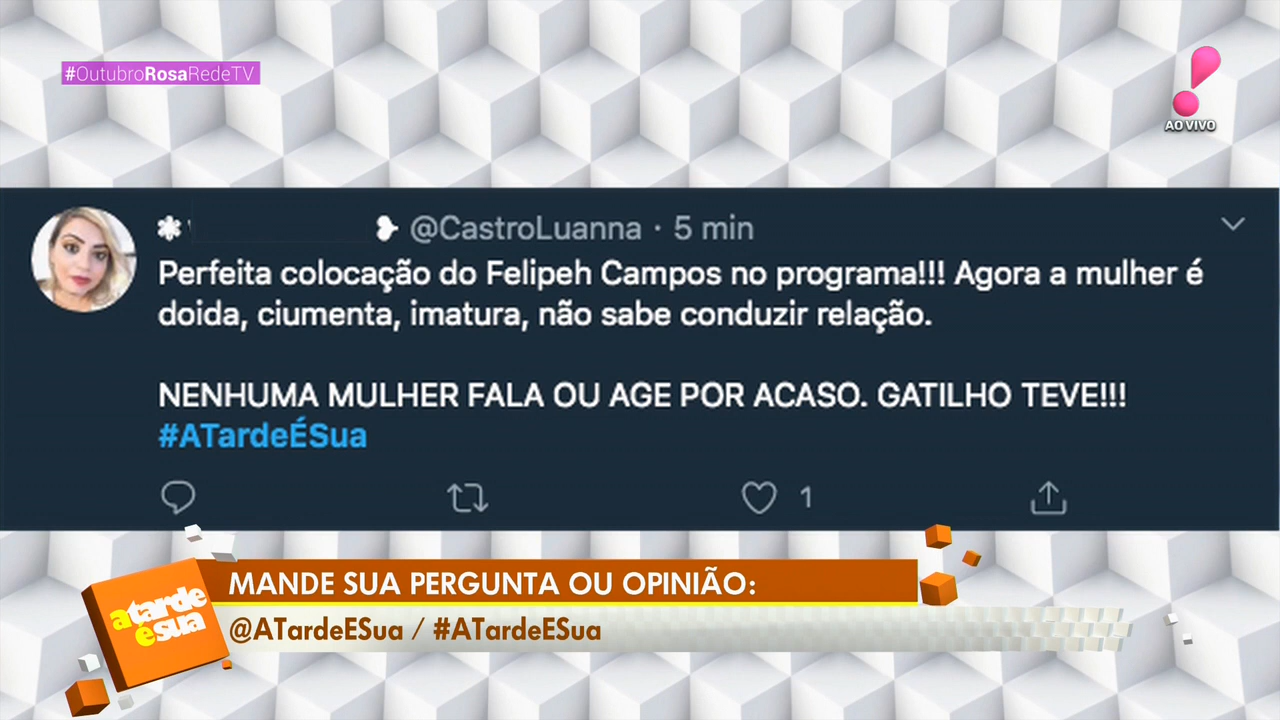 #OutubroRosaRedeTV
AO VIVO
@CastroLuanna · 5 min
Perfeita colocação do Felipeh Campos no programa!!! Agora a mulher é
doida, ciumenta, imatura, não sabe conduzir relação.
NENHUMA MULHER FALA OU AGE POR ACASO. GATILHO TEVE!!!
#ATardeÉSua
1
a tarde
é sua
MANDE SUA PERGUNTA OU OPINIÃO:
@ATardeESua / #ATardeESua